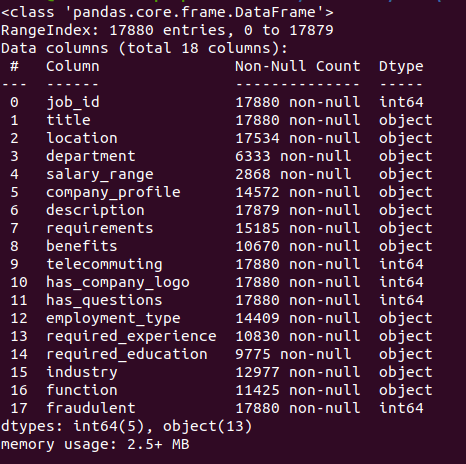 <class 'pandas.core.frame.DataFrame'>
RangeIndex: 17880 entries, 0 to 17879
Data columns (total 18 columns):
 #   Column               Non-Null Count  Dtype
---  ------               --------------  -----
 0   job_id               17880 non-null  int64
 1   title                17880 non-null  object
 2   location             17534 non-null  object
 3   department           6333 non-null   object
 4   salary_range         2868 non-null   object
 5   company_profile      14572 non-null  object
 6   description          17879 non-null  object
 7   requirements         15185 non-null  object
 8   benefits             10670 non-null  object
 9   telecommuting        17880 non-null  int64
 10  has_company_logo     17880 non-null  int64
 11  has_questions        17880 non-null  int64
 12  employment_type      14409 non-null  object
 13  required_experience  10830 non-null  object
 14  required_education   9775 non-null   object
 15  industry             12977 non-null  object
 16  function             11425 non-null  object
 17  fraudulent           17880 non-null  int64
dtypes: int64(5), object(13)
memory usage: 2.5+ MB